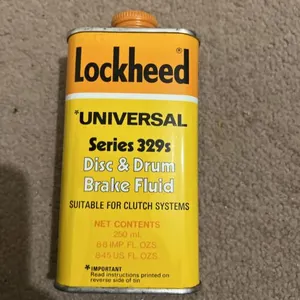 Lockheed®
*UNIVERSAL
Series 329s
Disc & Drum
Brake Fluid
SUITABLE FOR CLUTCH SYSTEMS
NET CONTENTS
250 mL
8·8 IMP. FL. OZS.
8·45 US. FL. OZS.
*IMPORTANT
Read instructions printed on
reverse side of tin